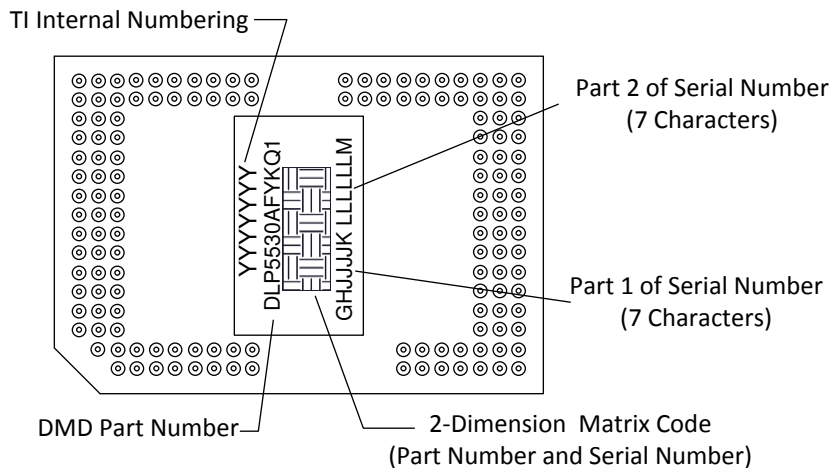 TI Internal Numbering
Part 2 of Serial Number
(7 Characters)
YYYYYYYY
DLP5530AFYKQ1
GHJJJJK LLLLLLM
Part 1 of Serial Number
(7 Characters)
DMD Part Number
2-Dimension Matrix Code
(Part Number and Serial Number)